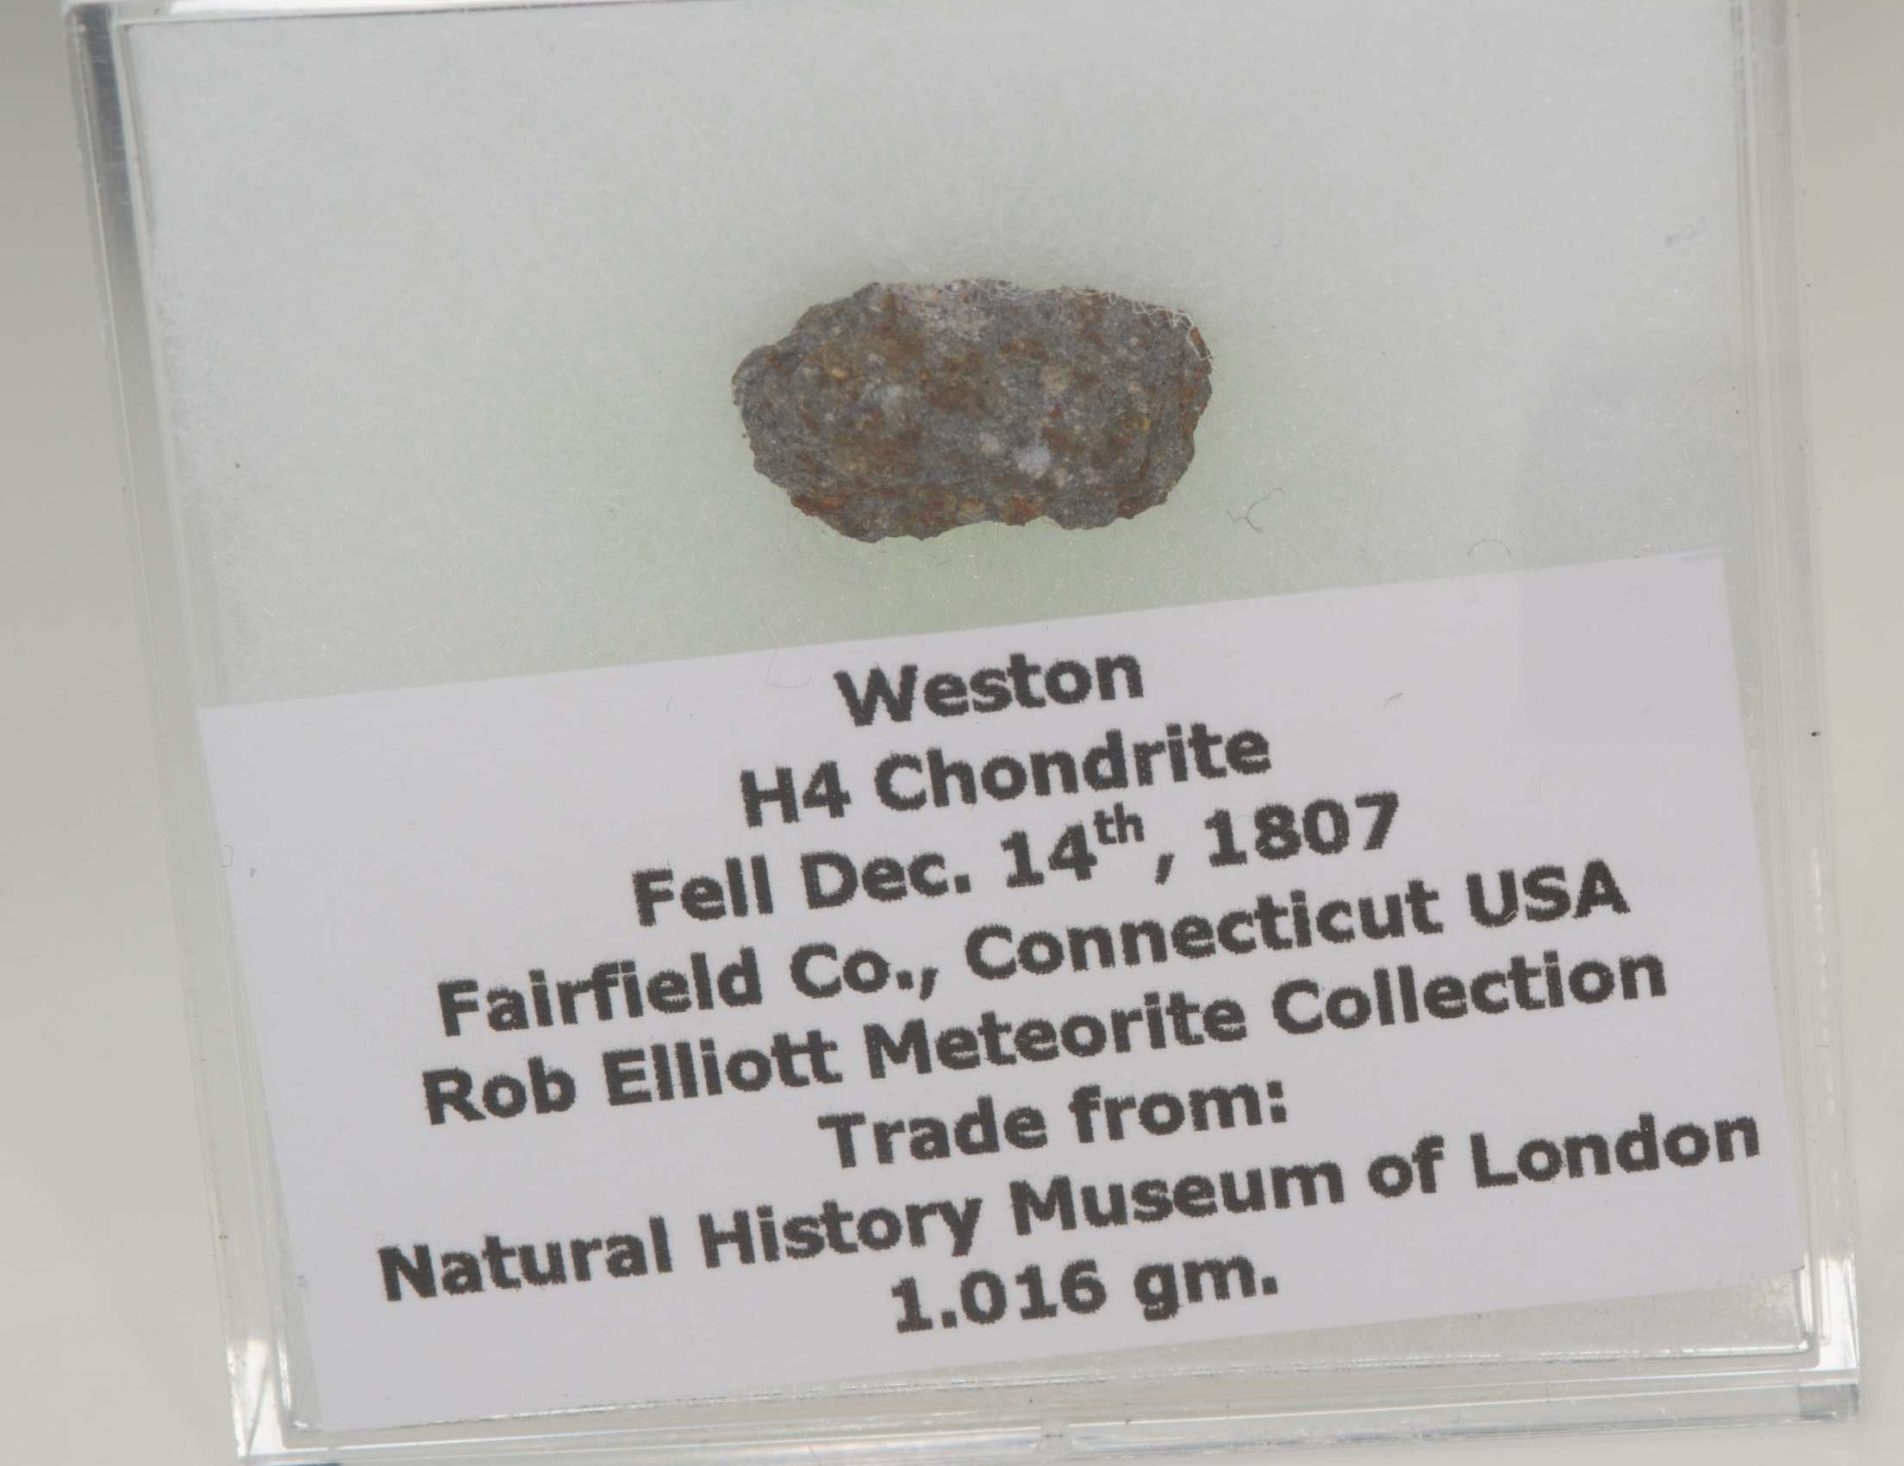 Weston
H4 Chondrite
Fell Dec. 14th, 1807
Fairfield Co., Connecticut USA
Rob Elliott Meteorite Collection
Trade from:
Natural History Museum of London
1.016 gm.